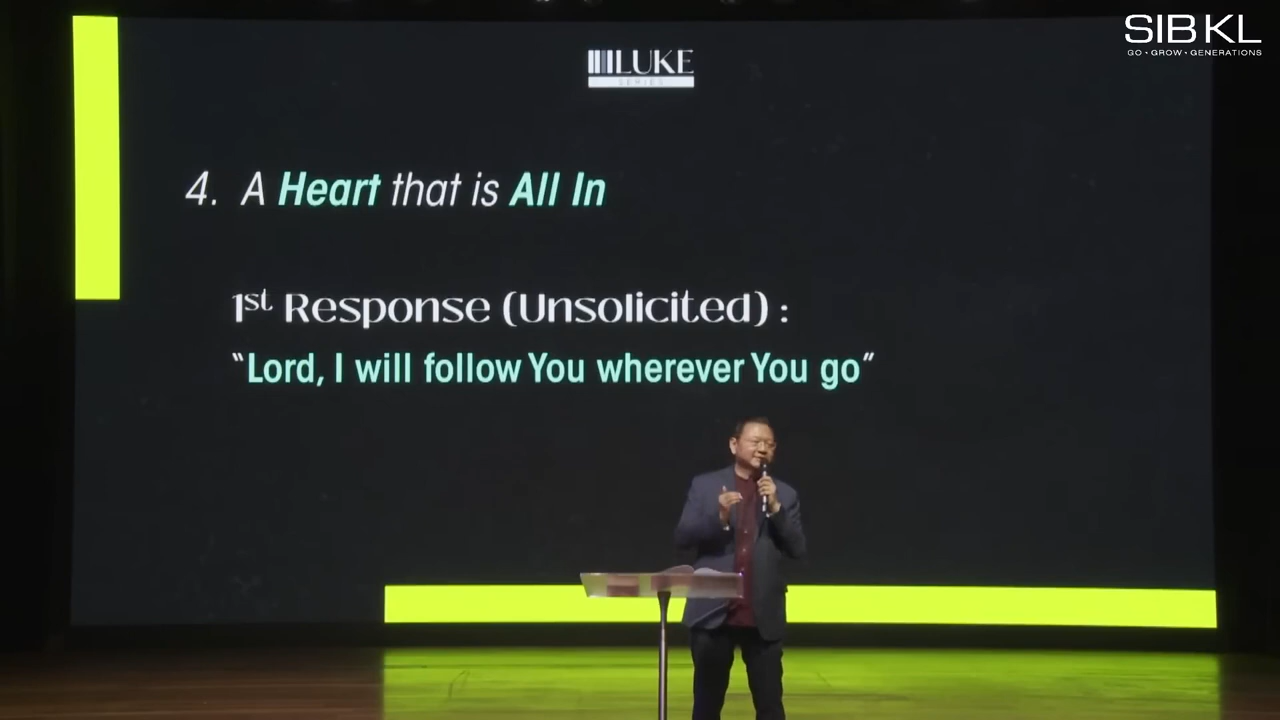 SIBKL
GO • GROW • GENERATIONS
LUKE
SERIES
4. A Heart that is All In
1st Response (Unsolicited) :
“Lord, I will follow You wherever You go”